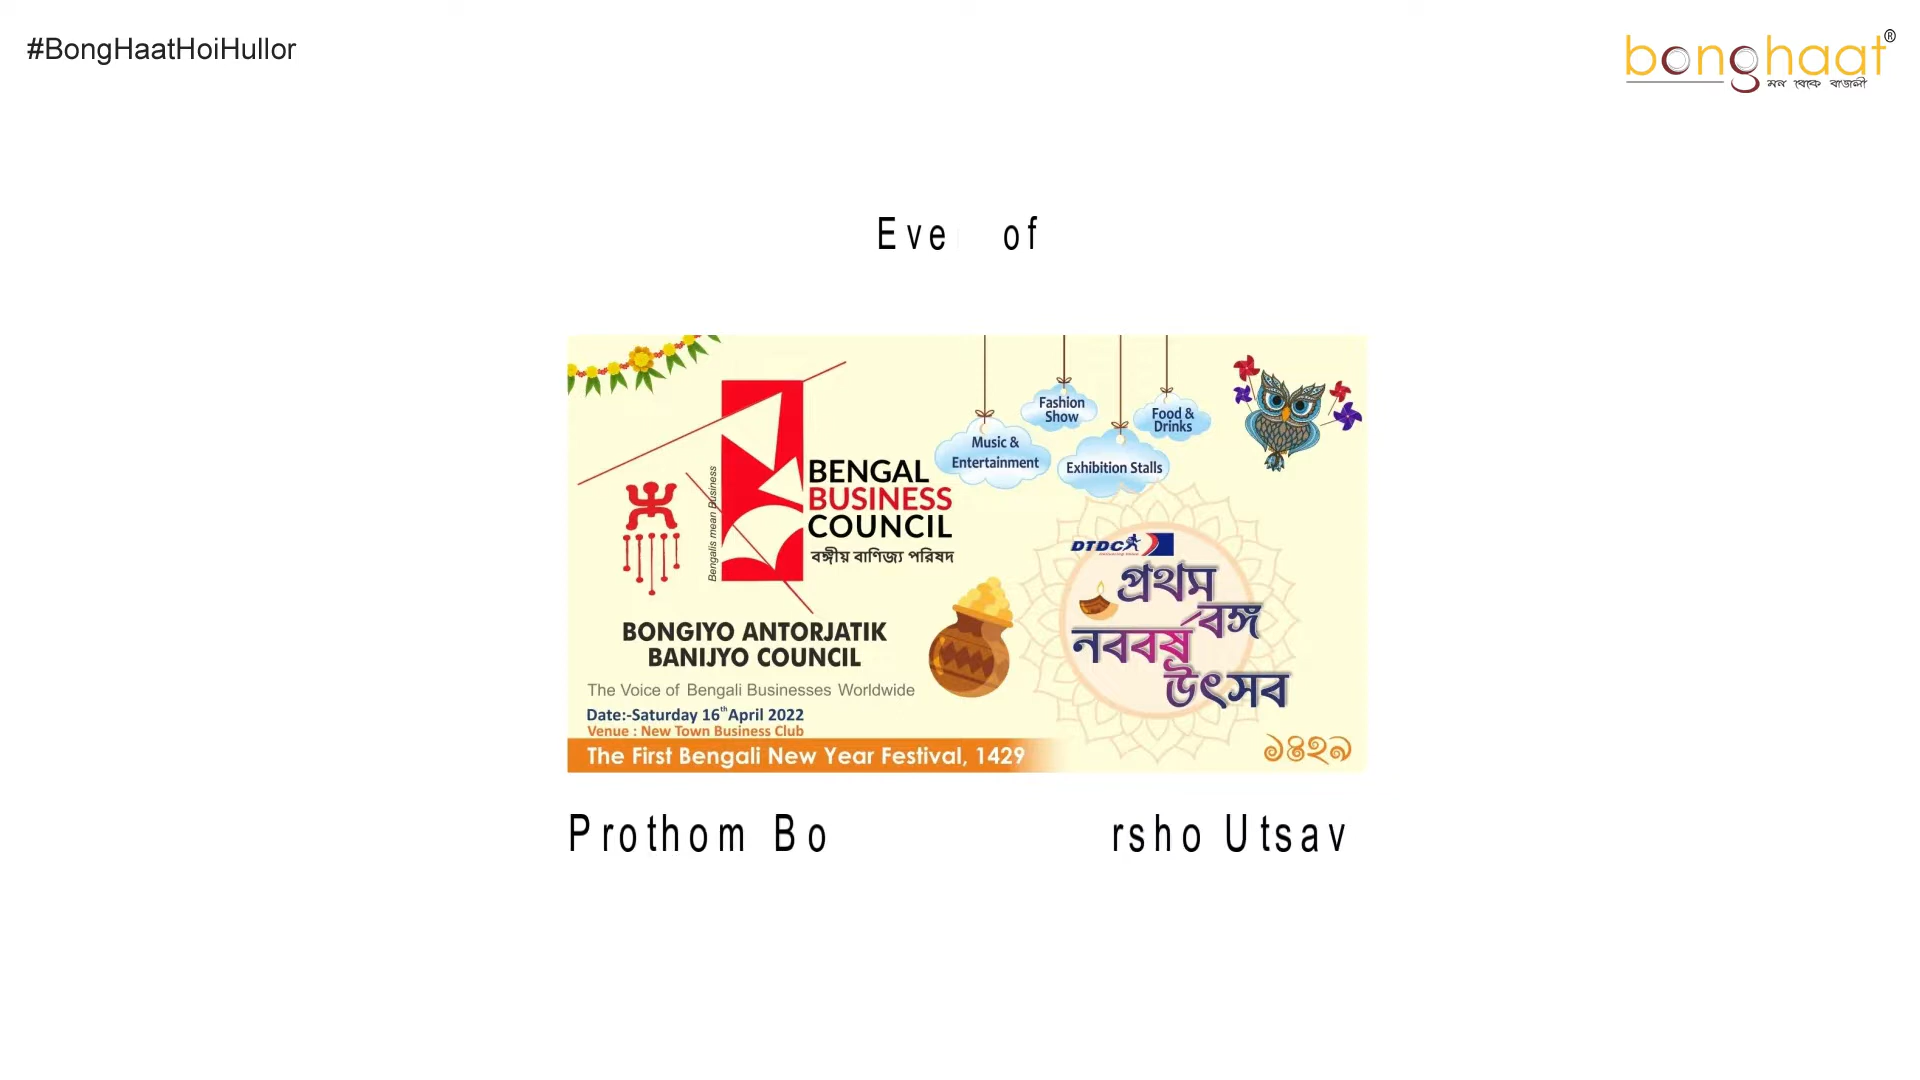 #BongHaatHoiHullor
bonghaat®
মন থেকে বাঙালী
Eve of
Fashion
Show
Food &
Drinks
Music &
Entertainment
Exhibition Stalls
Bengalis mean Business
BENGAL
BUSINESS
COUNCIL
বঙ্গীয় বাণিজ্য পরিষদ
DTDC
প্রথম
বঙ্গ
নববর্ষ
উৎসব
BONGIYO ANTORJATIK
BANIJYO COUNCIL
The Voice of Bengali Businesses Worldwide
Date:-Saturday 16th April 2022
Venue : New Town Business Club
The First Bengali New Year Festival, 1429
১৪২৯
Prothom Bo rsho Utsav